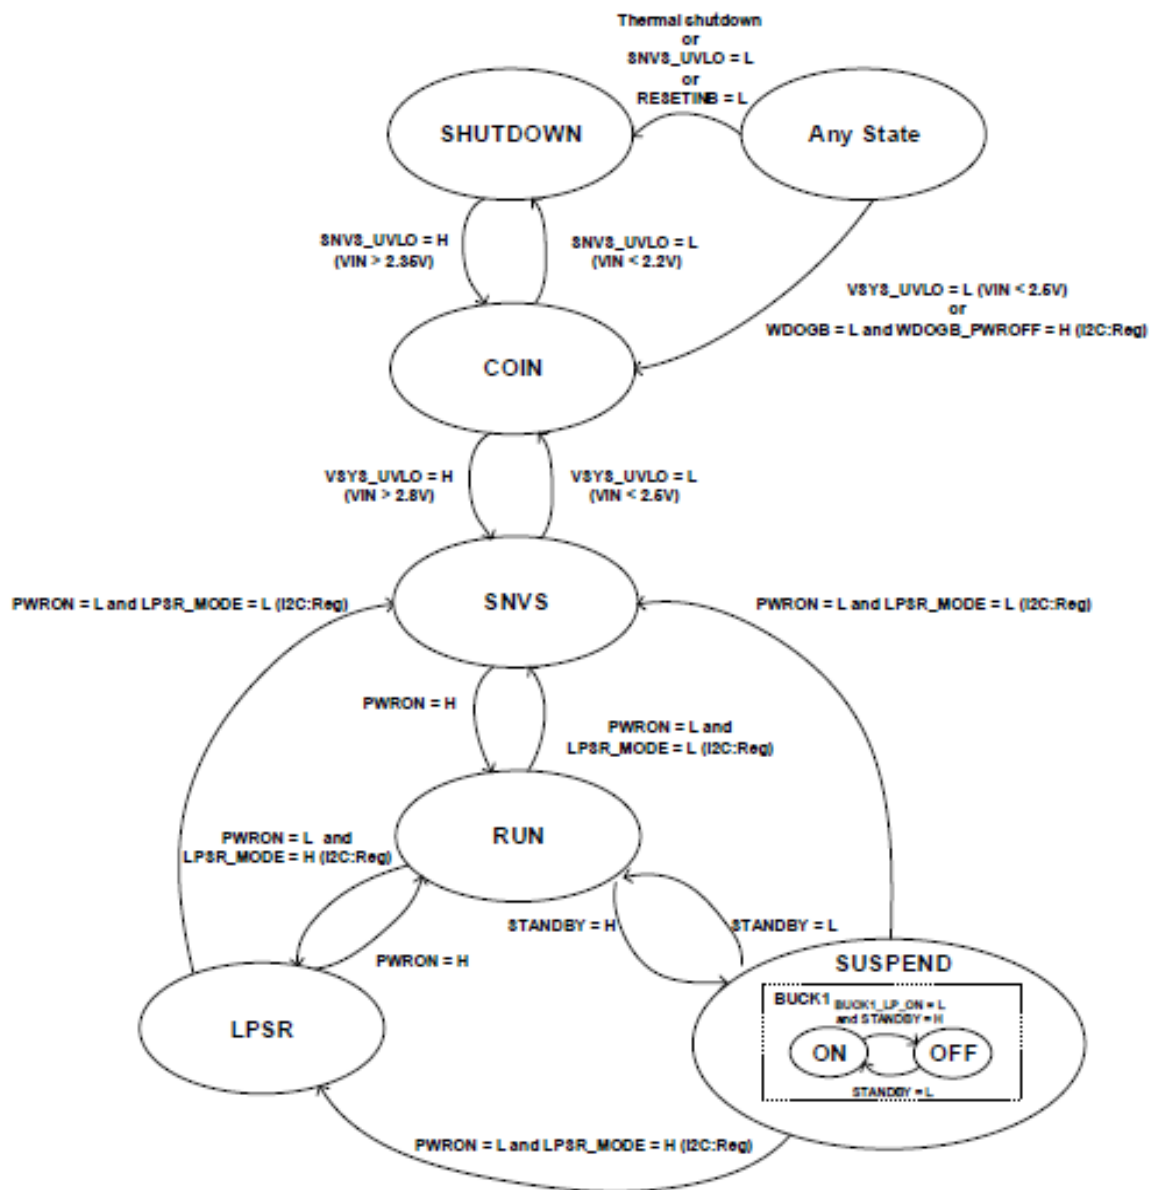 Thermal shutdown
or
SNVS_UVLO = L
or
RESETINB = L
SHUTDOWN
Any State
SNVS_UVLO = H
(VIN > 2.35V)
SNVS_UVLO = L
(VIN < 2.2V)
VSYS_UVLO = L (VIN < 2.5V)
or
WDOGB = L and WDOGB_PWROFF = H (I2C:Reg)
COIN
VSYS_UVLO = H
(VIN > 2.8V)
VSYS_UVLO = L
(VIN < 2.5V)
PWRON = L and LPSR_MODE = L (I2C:Reg)
SNVS
PWRON = L and LPSR_MODE = L (I2C:Reg)
PWRON = H
PWRON = L and
LPSR_MODE = L (I2C:Reg)
RUN
PWRON = L and
LPSR_MODE = H (I2C:Reg)
STANDBY = H
STANDBY = L
PWRON = H
SUSPEND
LPSR
BUCK1
BUCK1_LP_ON = L
and STANDBY = H
ON
OFF
STANDBY = L
PWRON = L and LPSR_MODE = H (I2C:Reg)